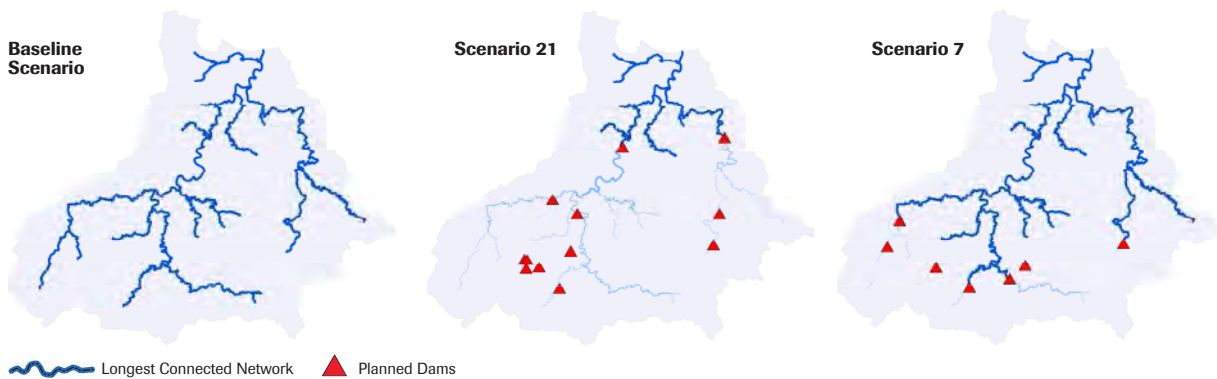 Baseline
Scenario
Scenario 21
Scenario 7
Longest Connected Network
Planned Dams